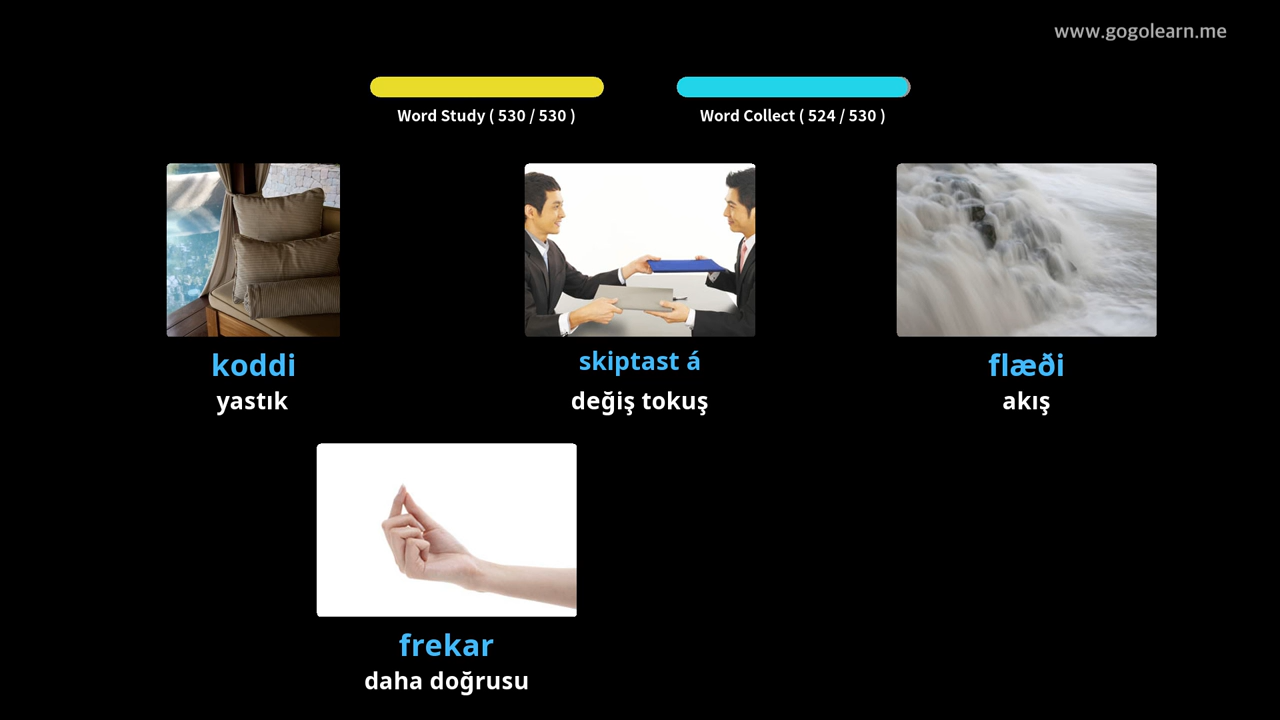 www.gogolearn.me
Word Study ( 530 / 530 )
Word Collect ( 524 / 530 )
koddi
yastık
skiptast á
değiş tokuş
flæði
akış
frekar
daha doğrusu